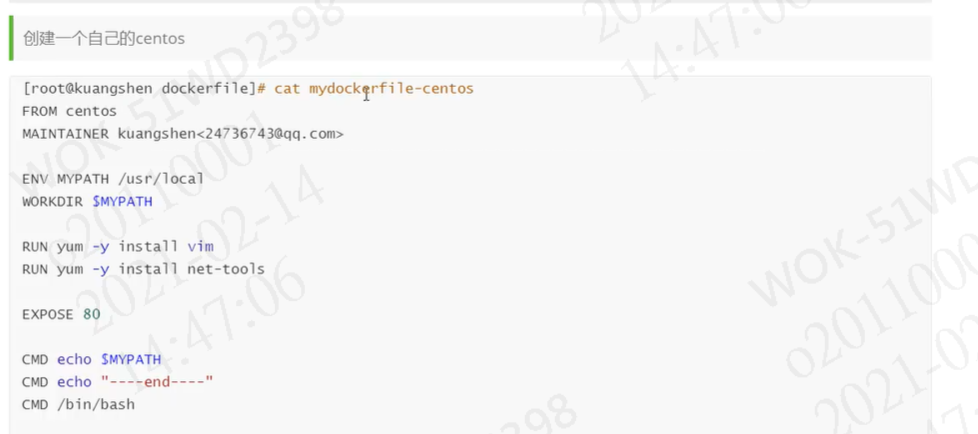 创建一个自己的centos
[root@kuangshen dockerfile]# cat mydockerfile-centos
FROM centos
MAINTAINER kuangshen<24736743@qq.com>
ENV MYPATH /usr/local
WORKDIR $MYPATH
RUN yum -y install vim
RUN yum -y install net-tools
EXPOSE 80
CMD echo $MYPATH
CMD echo "----end----"
CMD /bin/bash
WOK-51WD2398
o20110001
2021-02-14
14:47:06